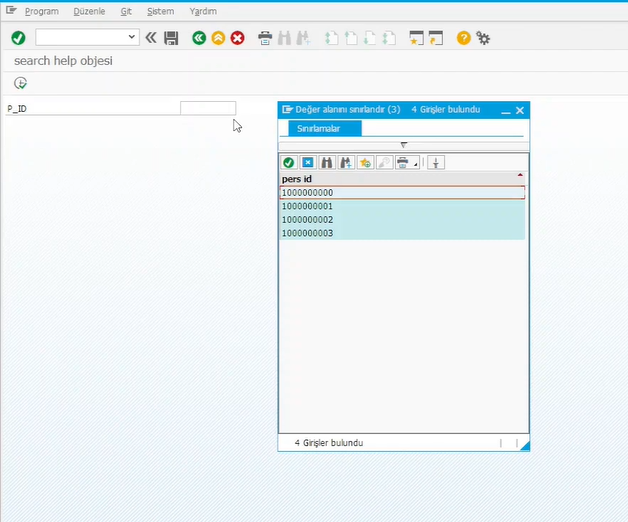 Program Düzenle Git Sistem Yardım
search help objesi
P_ID
Değer alanını sınırlandır (3) 4 Girişler bulundu
Sınırlamalar
pers id
1000000000
1000000001
1000000002
1000000003
4 Girişler bulundu